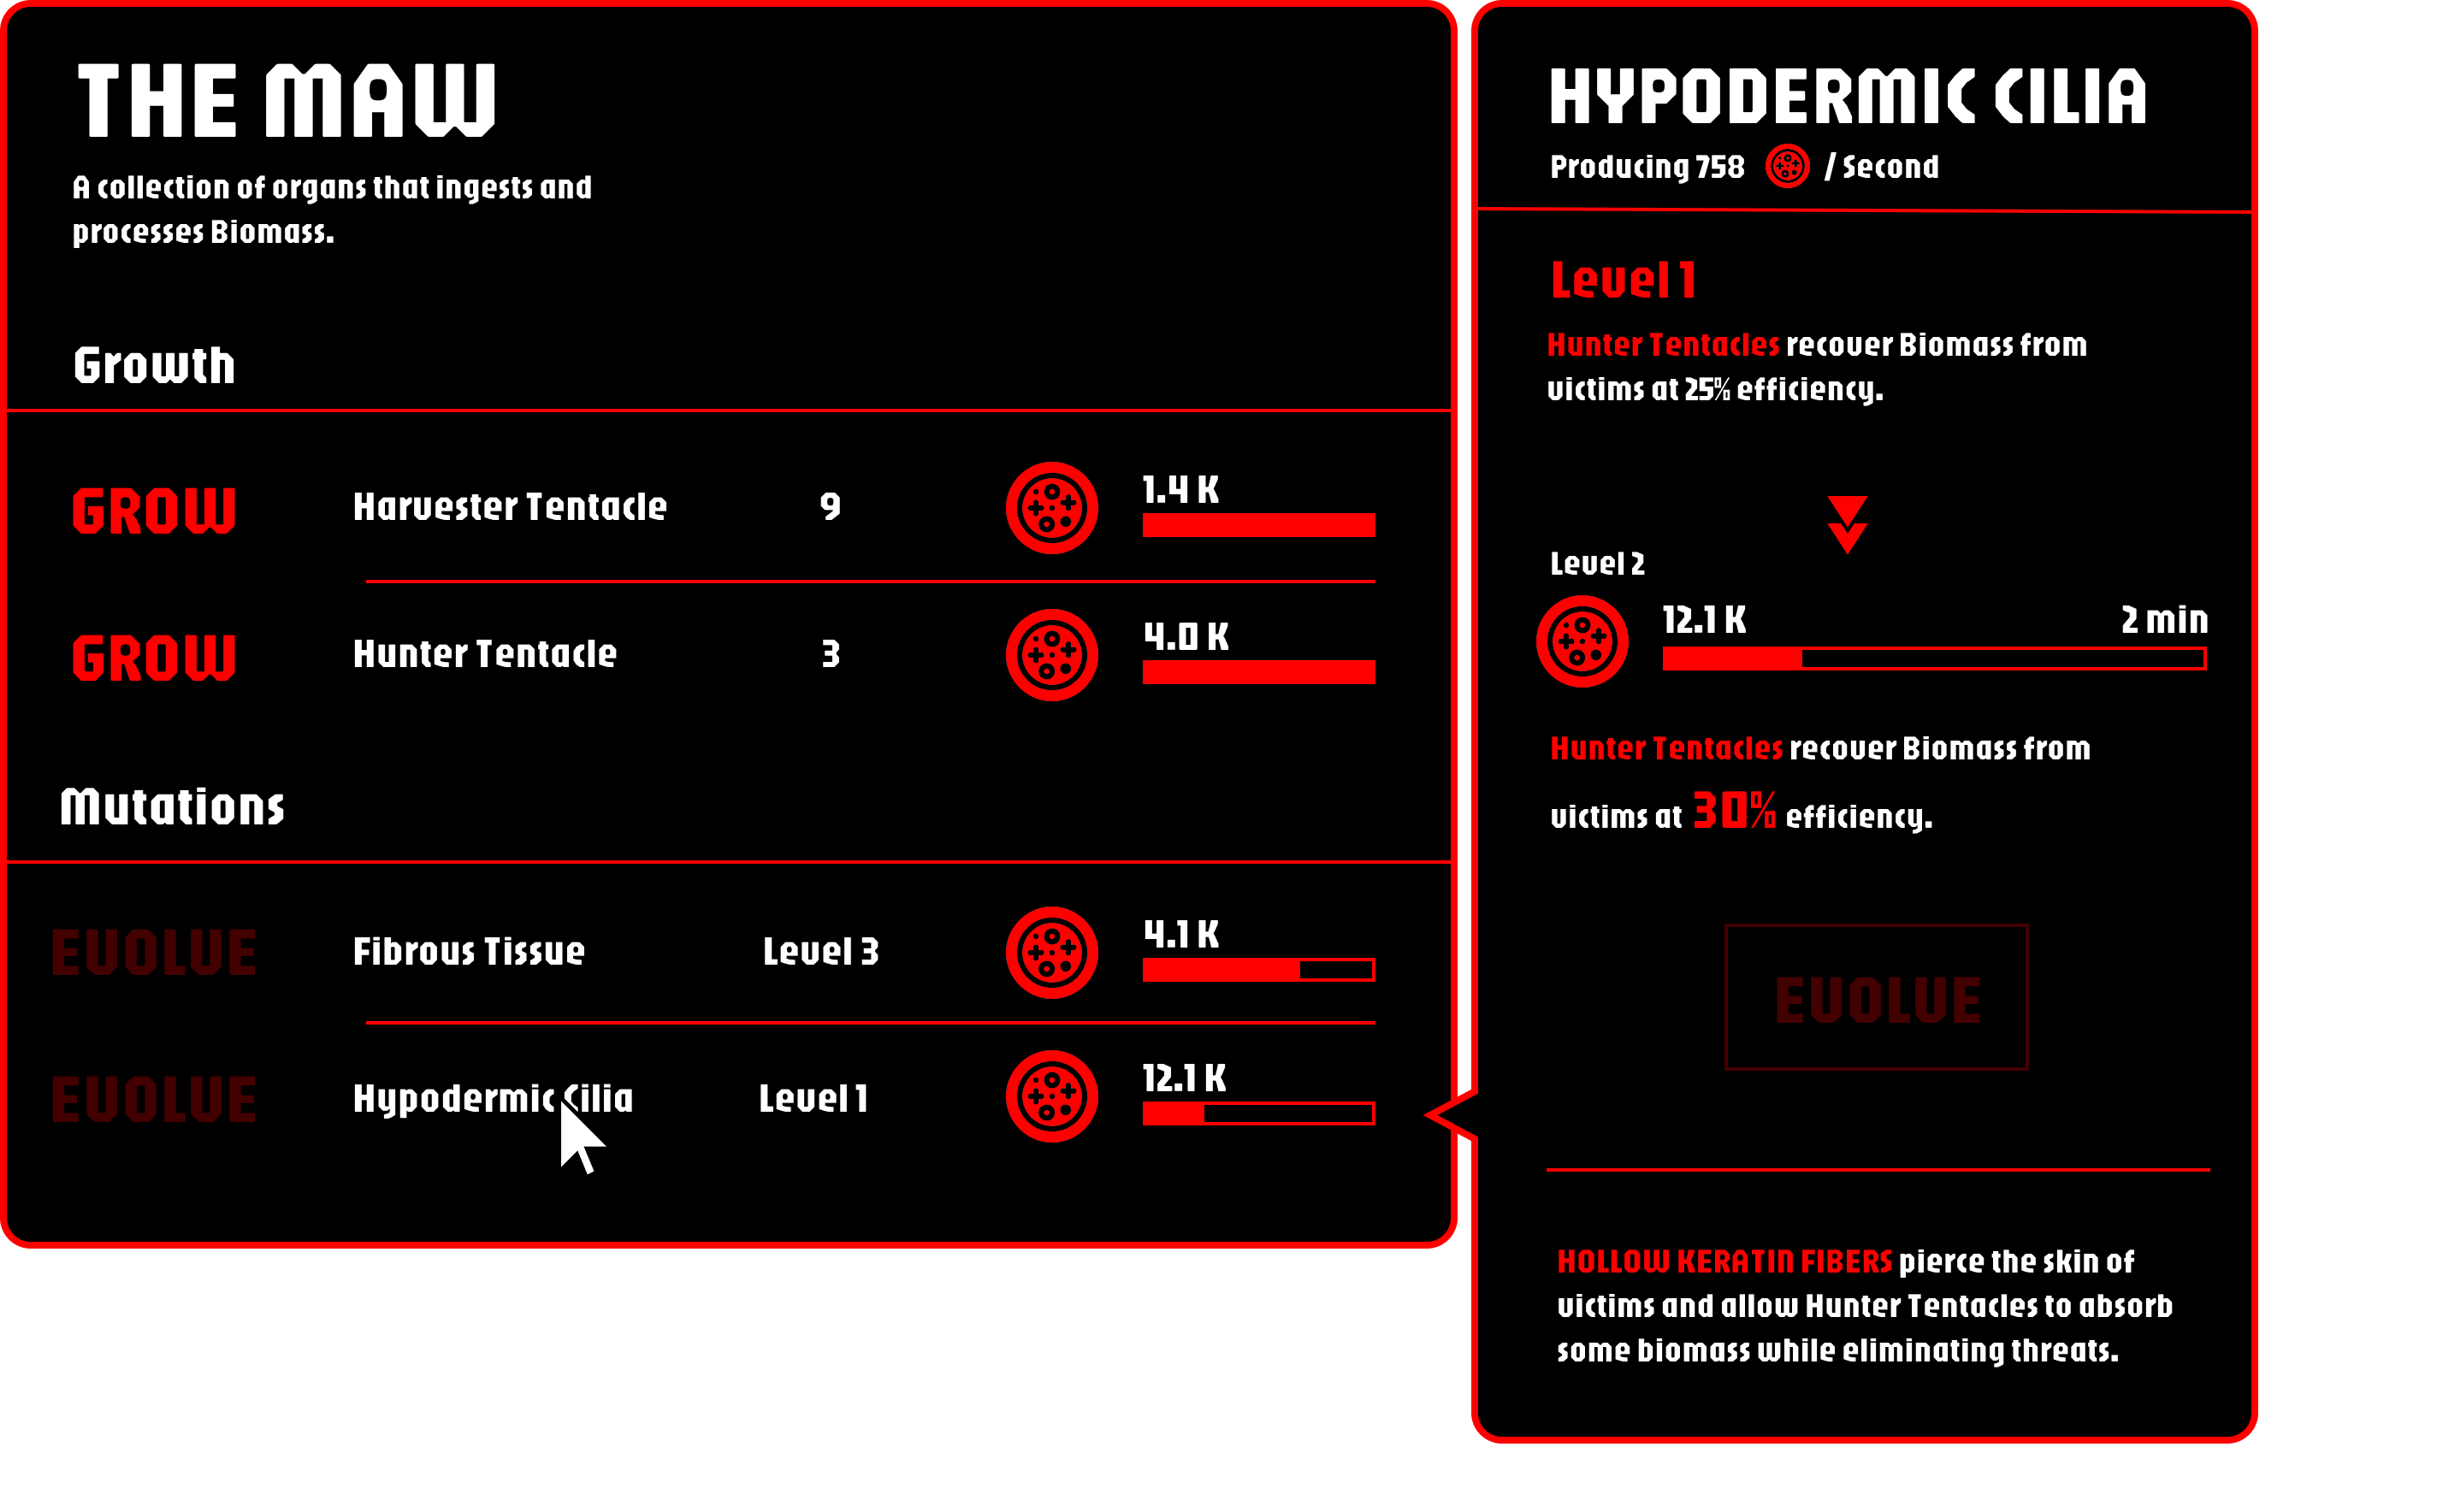 THE MAW
A collection of organs that ingests and
processes Biomass.
Growth
GROW Harvester Tentacle 9 1.4 K
GROW Hunter Tentacle 3 4.0 K
Mutations
EVOLVE Fibrous Tissue Level 3 4.1 K
EVOLVE Hypodermic Cilia Level 1 12.1 K
HYPODERMIC CILIA
Producing 758 / Second
Level 1
Hunter Tentacles recover Biomass from
victims at 25% efficiency.
Level 2
12.1 K 2 min
Hunter Tentacles recover Biomass from
victims at 30% efficiency.
EVOLVE
HOLLOW KERATIN FIBERS pierce the skin of
victims and allow Hunter Tentacles to absorb
some biomass while eliminating threats.